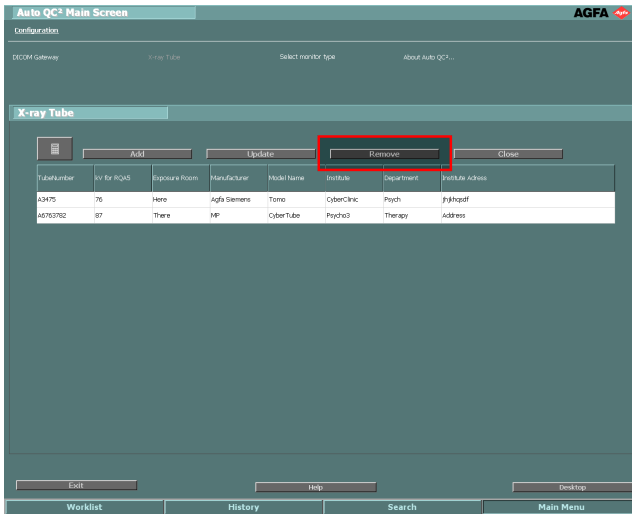 Auto QC² Main Screen
AGFA Agfa
Configuration
DICOM Gateway X-ray Tube Select monitor type About Auto QC²...
X-ray Tube
Add Update Remove Close
TubeNumber kV for RQA5 Exposure Room Manufacturer Model Name Institute Department Institute Adress
A3475 76 Here Agfa Siemens Tomo CyberClinic Psych jhjkhqsdf
A6763782 87 There MP CyberTube Psycho3 Therapy Address
Exit Help Desktop
Worklist History Search Main Menu